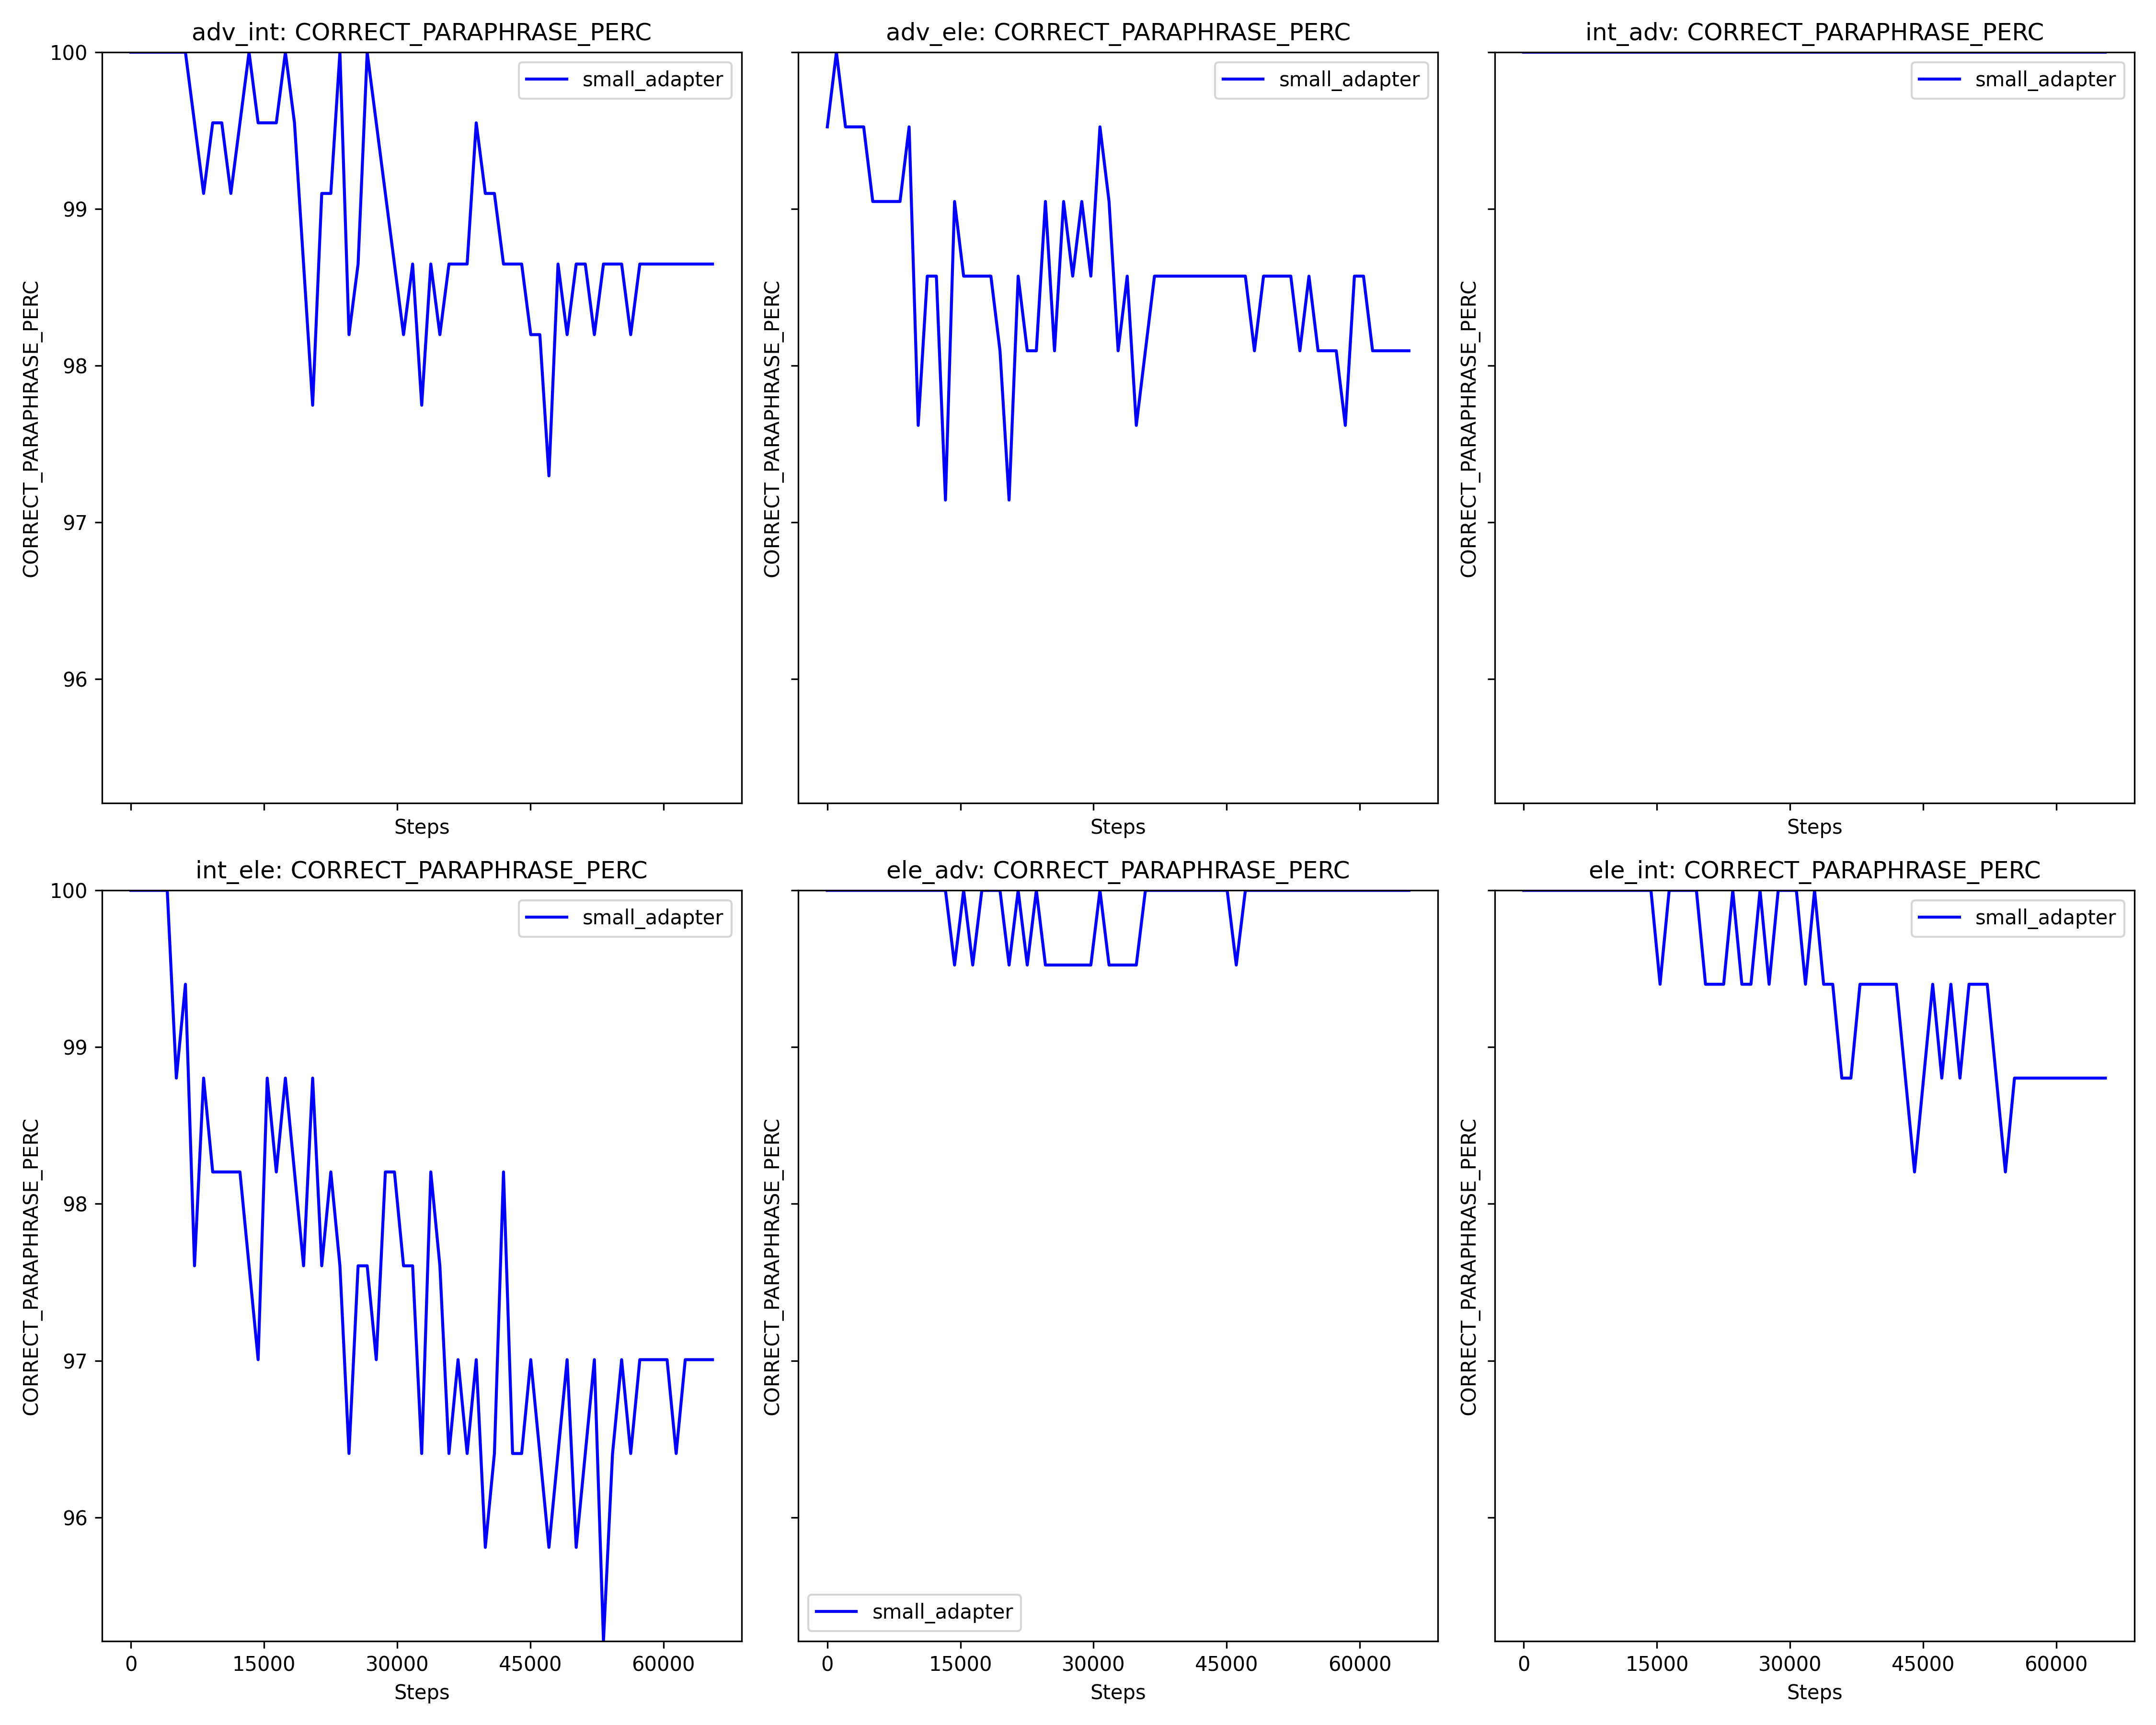 adv_int: CORRECT_PARAPHRASE_PERC
adv_ele: CORRECT_PARAPHRASE_PERC
int_adv: CORRECT_PARAPHRASE_PERC
100
99
98
97
96
CORRECT_PARAPHRASE_PERC
small_adapter
Steps
CORRECT_PARAPHRASE_PERC
small_adapter
Steps
CORRECT_PARAPHRASE_PERC
small_adapter
Steps
int_ele: CORRECT_PARAPHRASE_PERC
ele_adv: CORRECT_PARAPHRASE_PERC
ele_int: CORRECT_PARAPHRASE_PERC
100
99
98
97
96
CORRECT_PARAPHRASE_PERC
small_adapter
0 15000 30000 45000 60000
Steps
CORRECT_PARAPHRASE_PERC
small_adapter
0 15000 30000 45000 60000
Steps
CORRECT_PARAPHRASE_PERC
small_adapter
0 15000 30000 45000 60000
Steps